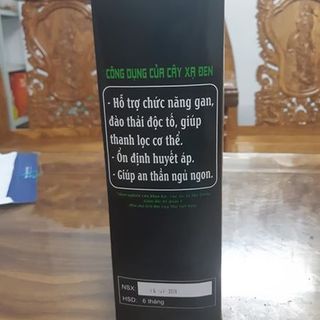 CÔNG DỤNG CỦA CÂY XẠ ĐEN
- Hỗ trợ chức năng gan,
đào thải độc tố, giúp
thanh lọc cơ thể.
- Ổn định huyết áp.
- Giúp an thần ngủ ngon.
NSX:
HSD: 6 tháng